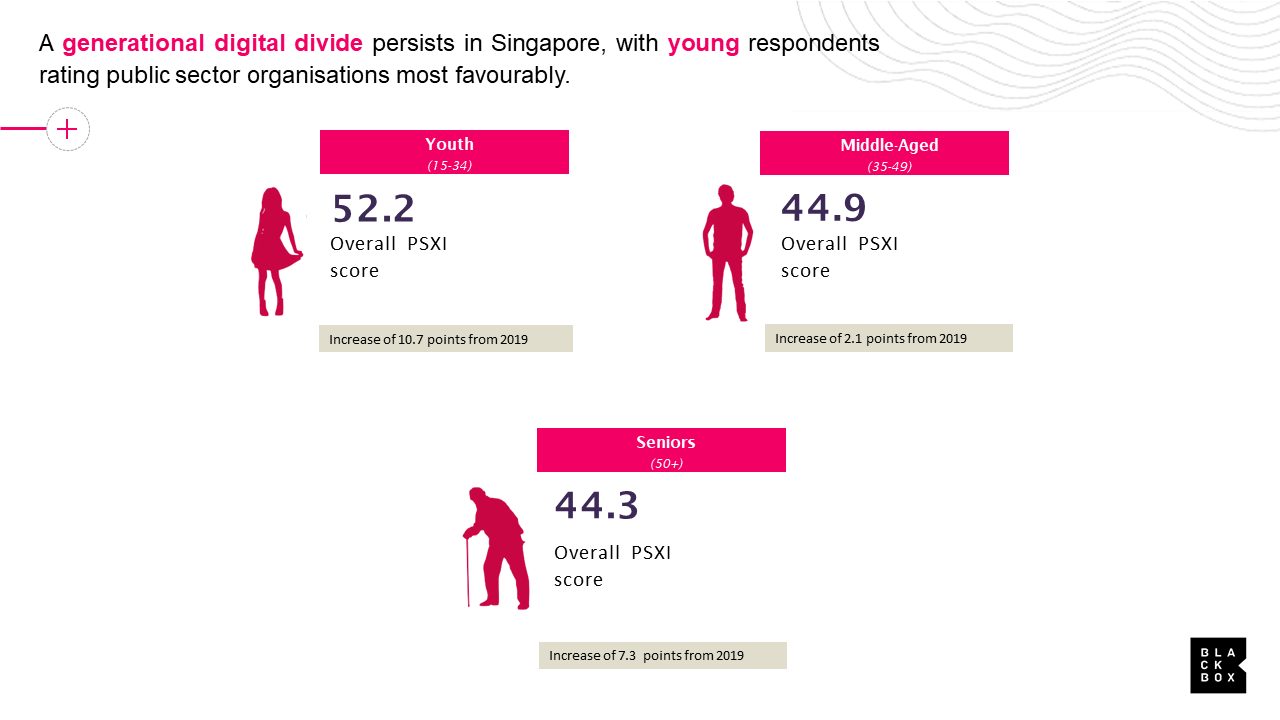 A generational digital divide persists in Singapore, with young respondents
rating public sector organisations most favourably.
Youth
(15-34)
52.2
Overall PSXI
score
Increase of 10.7 points from 2019
Middle-Aged
(35-49)
44.9
Overall PSXI
score
Increase of 2.1 points from 2019
Seniors
(50+)
44.3
Overall PSXI
score
Increase of 7.3 points from 2019
BLA
CK
BOX